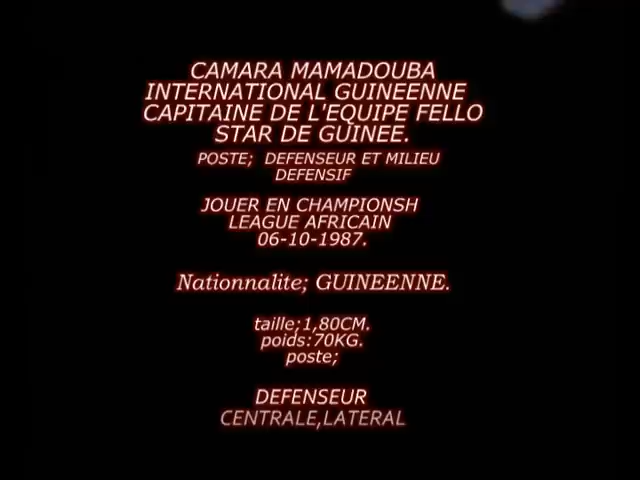 CAMARA MAMADOUBA
INTERNATIONAL GUINEENNE
CAPITAINE DE L'EQUIPE FELLO
STAR DE GUINEE.
POSTE; DEFENSEUR ET MILIEU
DEFENSIF
JOUER EN CHAMPIONSH
LEAGUE AFRICAIN
06-10-1987.
Nationnalite; GUINEENNE.
taille;1,80CM.
poids:70KG.
poste;
DEFENSEUR
CENTRALE,LATERAL